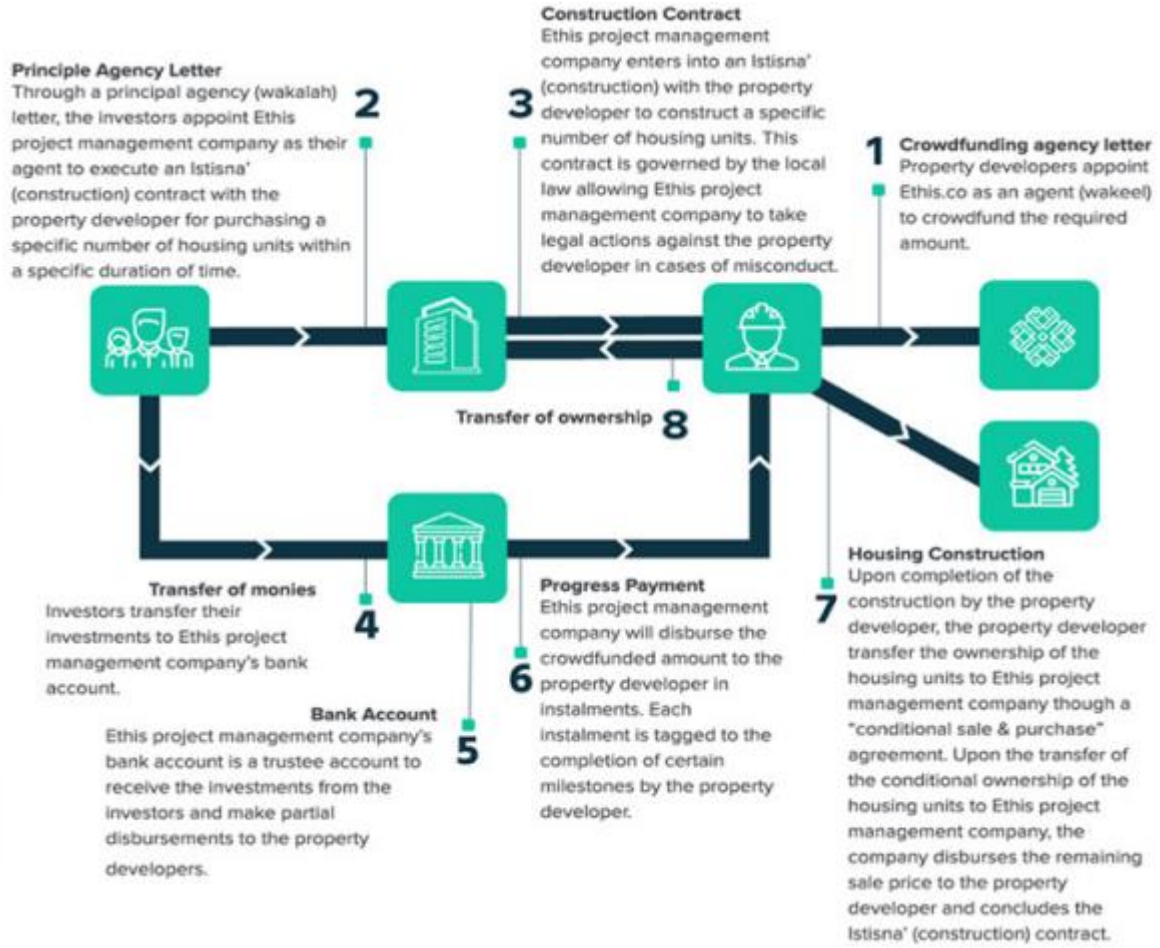 Construction Contract
Ethis project management
company enters into an Istisna'
(construction) with the property
developer to construct a specific
number of housing units. This
contract is governed by the local
law allowing Ethis project
management company to take
legal actions against the property
developer in cases of misconduct.
3
Principle Agency Letter
Through a principal agency (wakalah)
letter, the investors appoint Ethis
project management company as their
agent to execute an Istisna'
(construction) contract with the
property developer for purchasing a
specific number of housing units within
a specific duration of time.
2
1
Crowdfunding agency letter
Property developers appoint
Ethis.co as an agent (wakeel)
to crowdfund the required
amount.
Transfer of ownership
8
Transfer of monies
Investors transfer their
investments to Ethis project
management company's bank
account.
4
Bank Account
Ethis project management company's
bank account is a trustee account to
receive the investments from the
investors and make partial
disbursements to the property
developers.
5
Progress Payment
Ethis project management
company will disburse the
crowdfunded amount to the
property developer in
instalments. Each
instalment is tagged to the
completion of certain
milestones by the property
developer.
6
Housing Construction
Upon completion of the
construction by the property
developer, the property developer
transfer the ownership of the
housing units to Ethis project
management company though a
"conditional sale & purchase"
agreement. Upon the transfer of
the conditional ownership of the
housing units to Ethis project
management company, the
company disburses the remaining
sale price to the property
developer and concludes the
Istisna' (construction) contract.
7